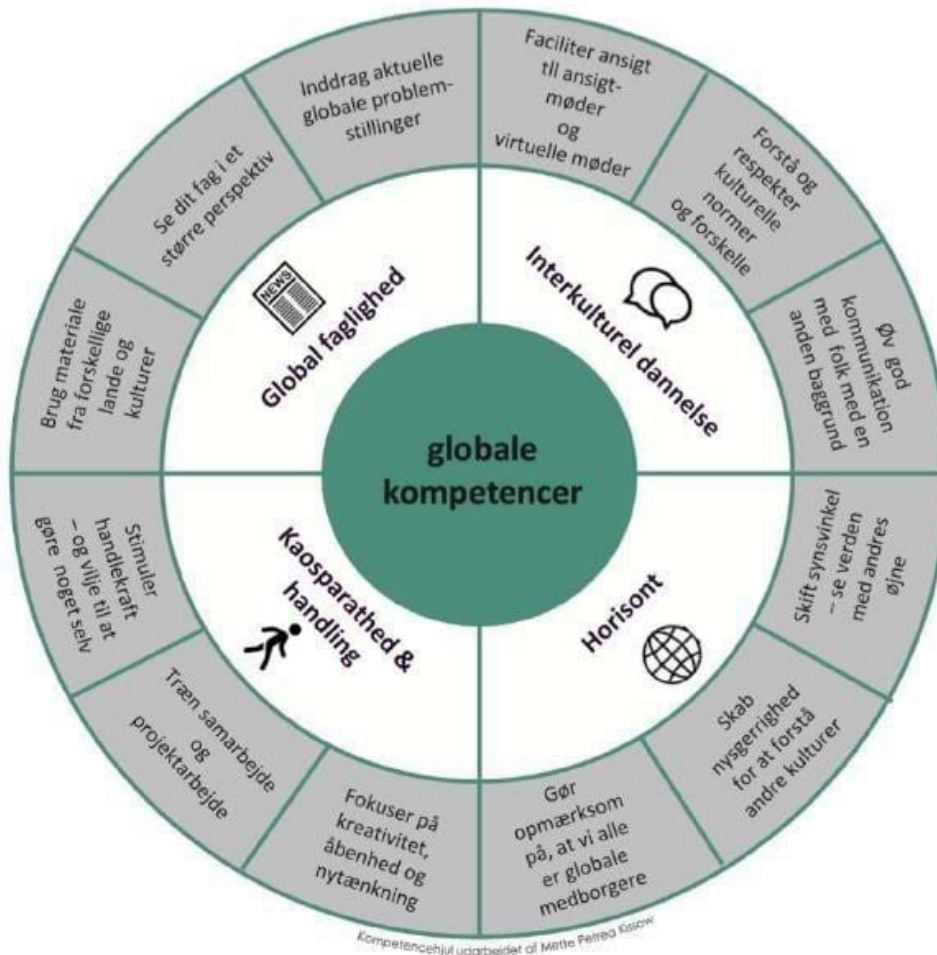 globale
kompetencer
Global faglighed
NEWS
Interkulturel dannelse
Horisont
Kaosparathed &
handling
Inddrag aktuelle
globale problem-
stillinger
Faciliter ansigt
til ansigt-
møder
og
virtuelle møder
Forstå og
respekter
kulturelle
normer
og forskelle
Øv god
kommunikation
med folk med en
anden baggrund
Skift synsvinkel
– se verden
med andres
øjne
Skab
nysgerrighed
for at forstå
andre kulturer
Gør
opmærksom
på, at vi alle
er globale
medborgere
Fokuser på
kreativitet,
åbenhed og
nytænkning
Træn samarbejde
og
projektarbejde
Stimuler
handlekraft
– og vilje til at
gøre noget selv
Brug materiale
fra forskellige
lande og
kulturer
Se dit fag i et
større perspektiv
Kompetencehjul udarbejdet af Mette Petrea Kissow